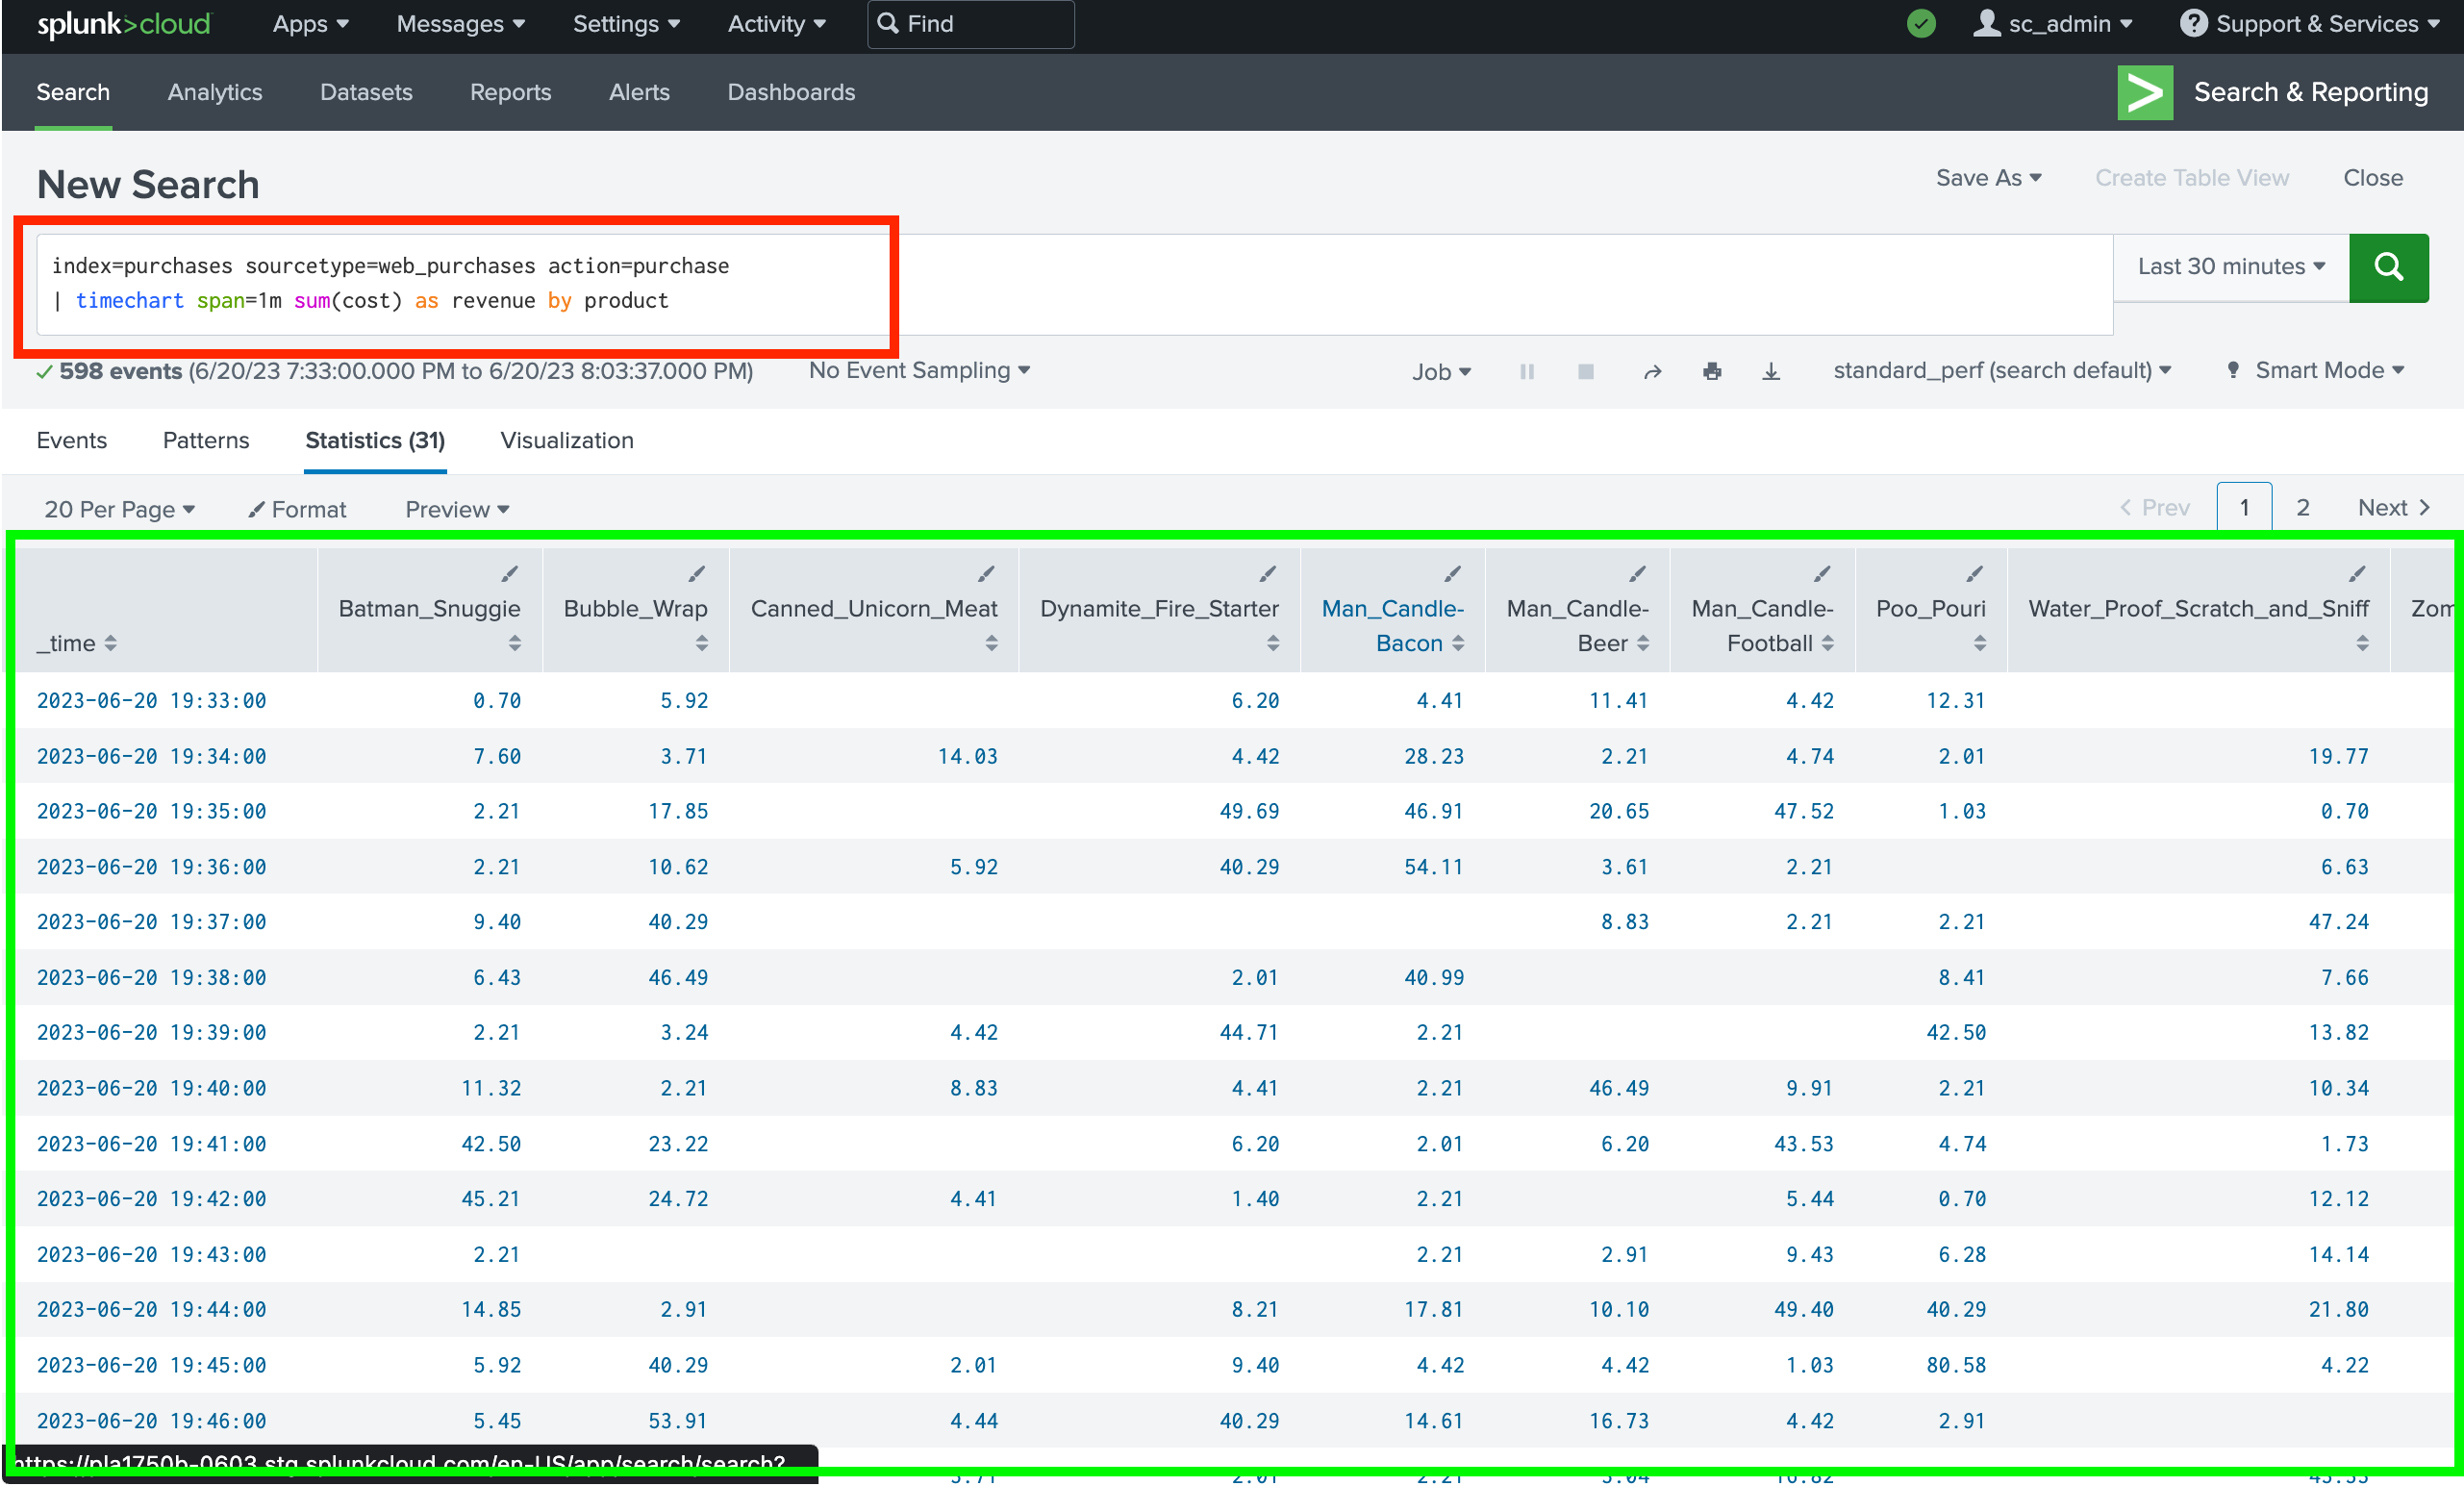 splunk>cloud Apps Messages Settings Activity Find sc_admin Support & Services
Search Analytics Datasets Reports Alerts Dashboards Search & Reporting
New Search Save As Create Table View Close
index=purchases sourcetype=web_purchases action=purchase Last 30 minutes
| timechart span=1m sum(cost) as revenue by product
598 events (6/20/23 7:33:00.000 PM to 6/20/23 8:03:37.000 PM) No Event Sampling Job standard_perf (search default) Smart Mode
Events Patterns Statistics (31) Visualization
20 Per Page Format Preview < Prev 1 2 Next >
Batman_Snuggie Bubble_Wrap Canned_Unicorn_Meat Dynamite_Fire_Starter Man_Candle- Man_Candle- Man_Candle- Poo_Pouri Water_Proof_Scratch_and_Sniff Zom
_time Bacon Beer Football
2023-06-20 19:33:00 0.70 5.92 6.20 4.41 11.41 4.42 12.31
2023-06-20 19:34:00 7.60 3.71 14.03 4.42 28.23 2.21 4.74 2.01 19.77
2023-06-20 19:35:00 2.21 17.85 49.69 46.91 20.65 47.52 1.03 0.70
2023-06-20 19:36:00 2.21 10.62 5.92 40.29 54.11 3.61 2.21 6.63
2023-06-20 19:37:00 9.40 40.29 8.83 2.21 2.21 47.24
2023-06-20 19:38:00 6.43 46.49 2.01 40.99 8.41 7.66
2023-06-20 19:39:00 2.21 3.24 4.42 44.71 2.21 42.50 13.82
2023-06-20 19:40:00 11.32 2.21 8.83 4.41 2.21 46.49 9.91 2.21 10.34
2023-06-20 19:41:00 42.50 23.22 6.20 2.01 6.20 43.53 4.74 1.73
2023-06-20 19:42:00 45.21 24.72 4.41 1.40 2.21 5.44 0.70 12.12
2023-06-20 19:43:00 2.21 2.21 2.91 9.43 6.28 14.14
2023-06-20 19:44:00 14.85 2.91 8.21 17.81 10.10 49.40 40.29 21.80
2023-06-20 19:45:00 5.92 40.29 2.01 9.40 4.42 4.42 1.03 80.58 4.22
2023-06-20 19:46:00 5.45 53.91 4.44 40.29 14.61 16.73 4.42 2.91
https://pla1750b-0603.stg.splunkcloud.com/en-US/app/search/search?